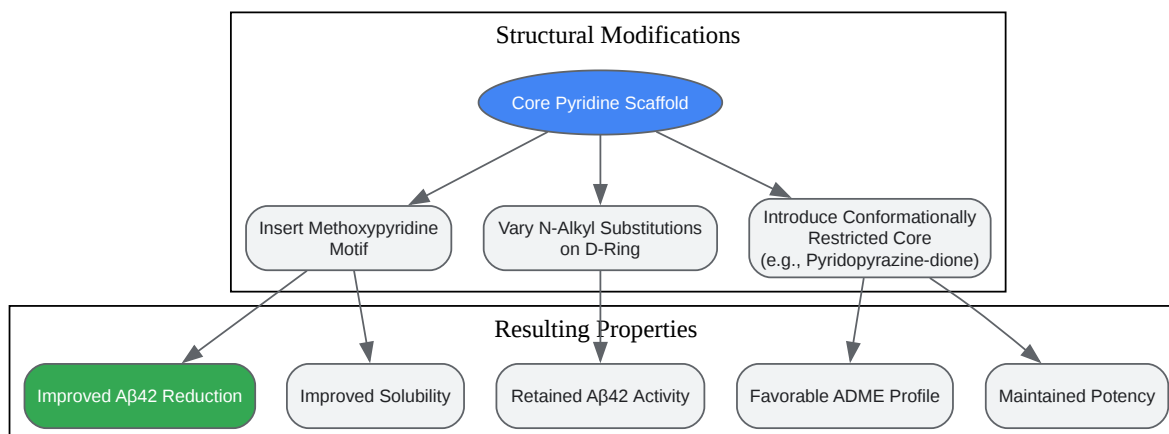 Structural Modifications
Core Pyridine Scaffold
Insert Methoxypyridine
Motif
Vary N-Alkyl Substitutions
on D-Ring
Introduce Conformationally
Restricted Core
(e.g., Pyridopyrazine-dione)
Resulting Properties
Improved Aβ42 Reduction
Improved Solubility
Retained Aβ42 Activity
Favorable ADME Profile
Maintained Potency